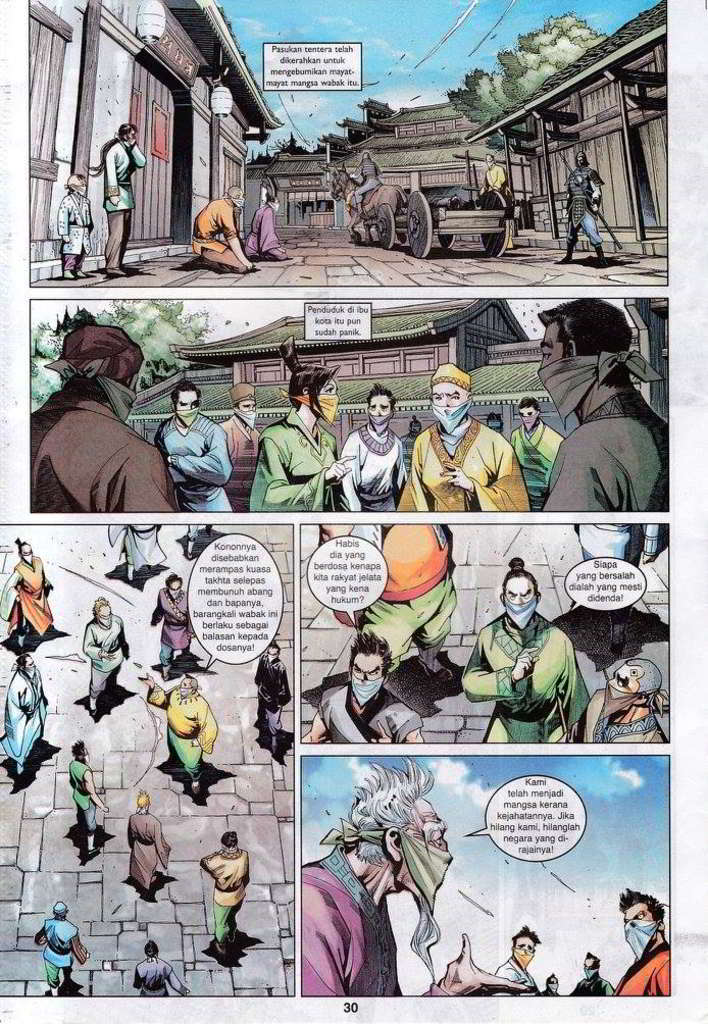 Pasukan tentera telah
dikerahkan untuk
mengebumikan mayat-
mayat mangsa wabak itu.
Penduduk di ibu
kota itu pun
sudah panik.
Kononnya
disebabkan
merampas kuasa
takhta selepas
membunuh abang
dan bapanya,
barangkali wabak ini
berlaku sebagai
balasan kepada
dosanya!
Habis
dia yang
berdosa kenapa
kita rakyat jelata
yang kena
hukum?
Siapa
yang bersalah
dialah yang mesti
didenda!
Kami
telah menjadi
mangsa kerana
kejahatannya. Jika
hilang kami, hilanglah
negara yang di-
rajainya!
30